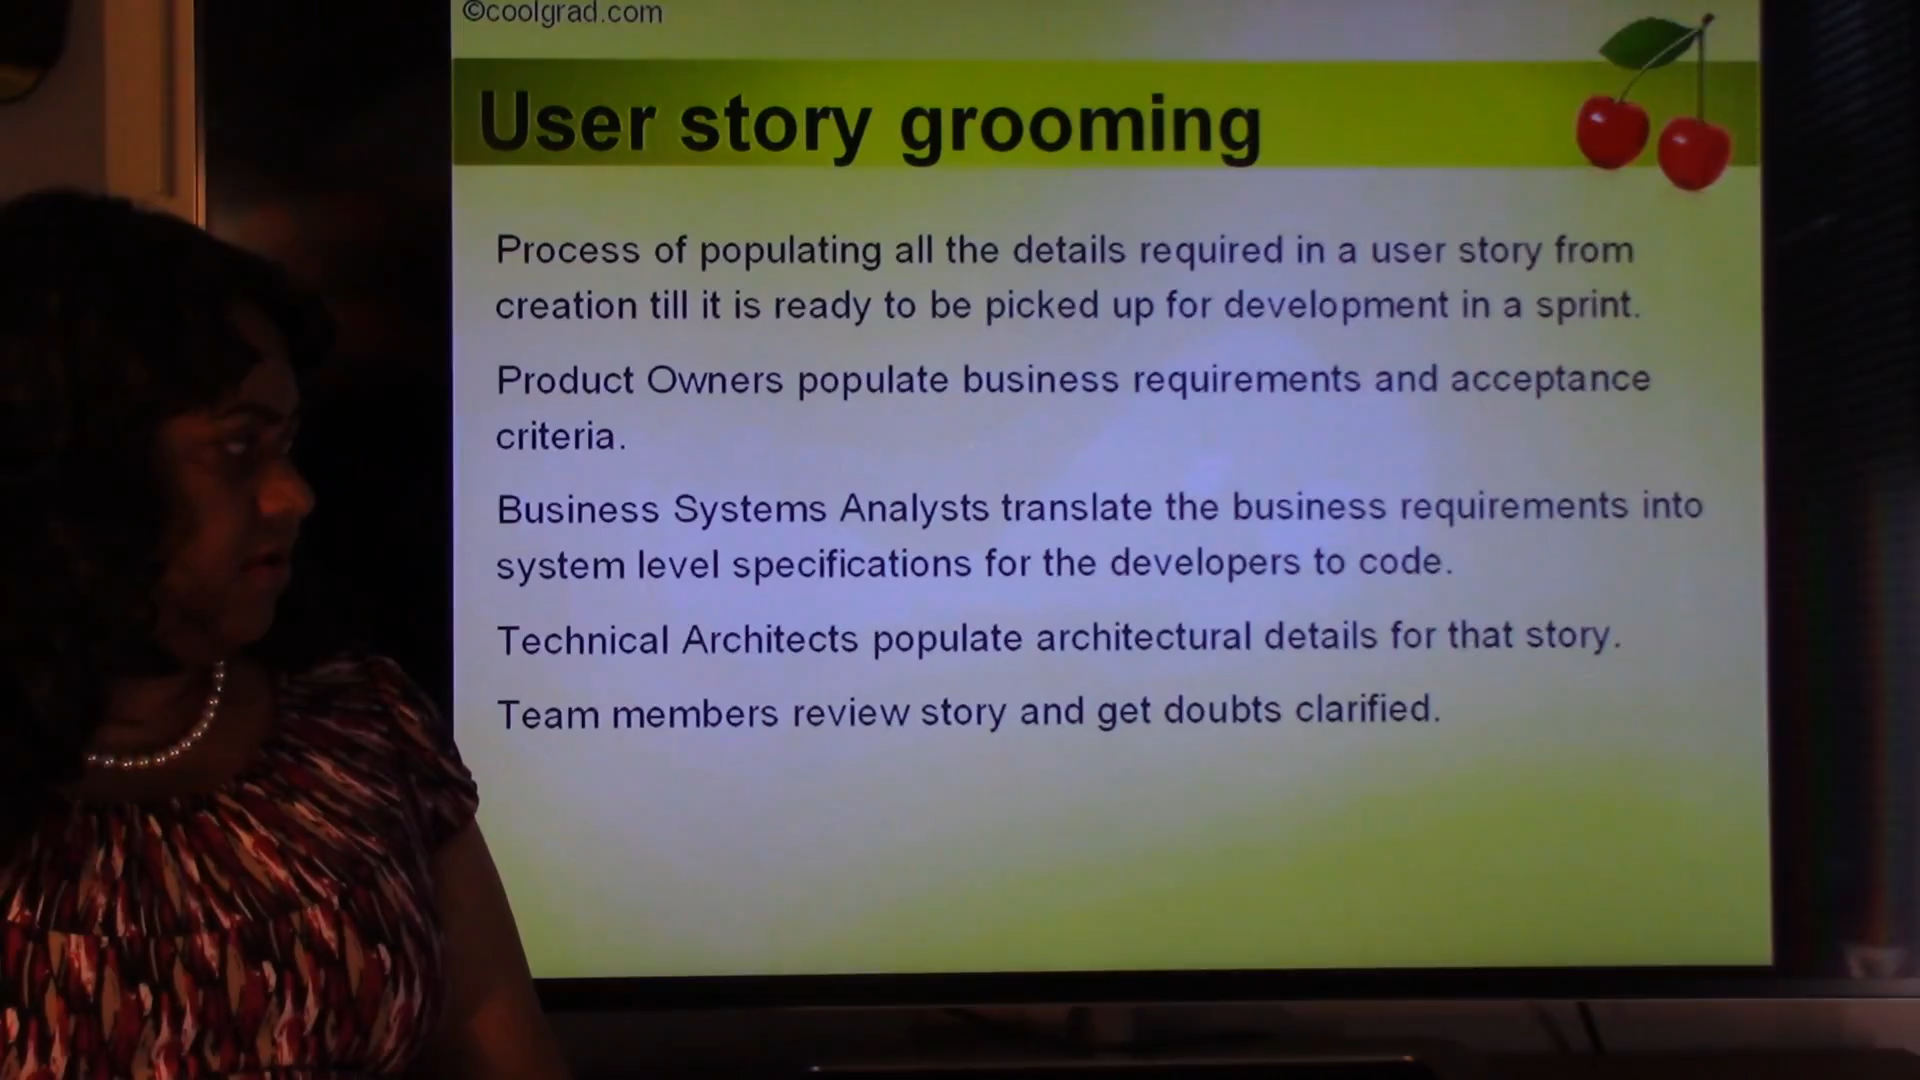 ©coolgrad.com
User story grooming
Process of populating all the details required in a user story from
creation till it is ready to be picked up for development in a sprint.
Product Owners populate business requirements and acceptance
criteria.
Business Systems Analysts translate the business requirements into
system level specifications for the developers to code.
Technical Architects populate architectural details for that story.
Team members review story and get doubts clarified.